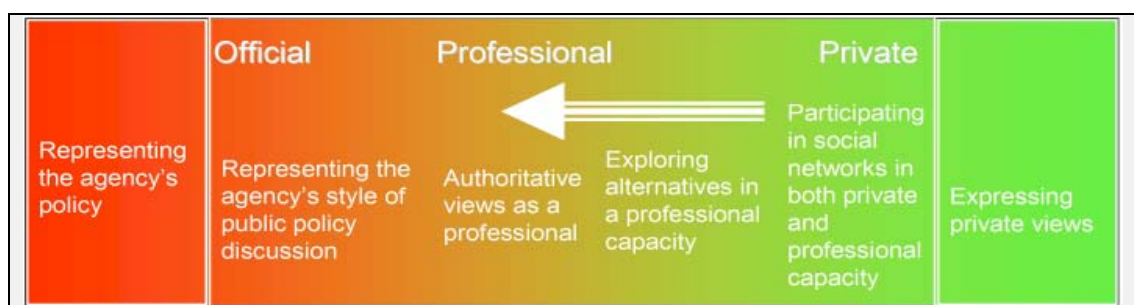 Official
Professional
Private
Representing
the agency's
policy
Representing the
agency's style of
public policy
discussion
Authoritative
views as a
professional
Exploring
alternatives in
a professional
capacity
Participating
in social
networks in
both private
and
professional
capacity
Expressing
private views